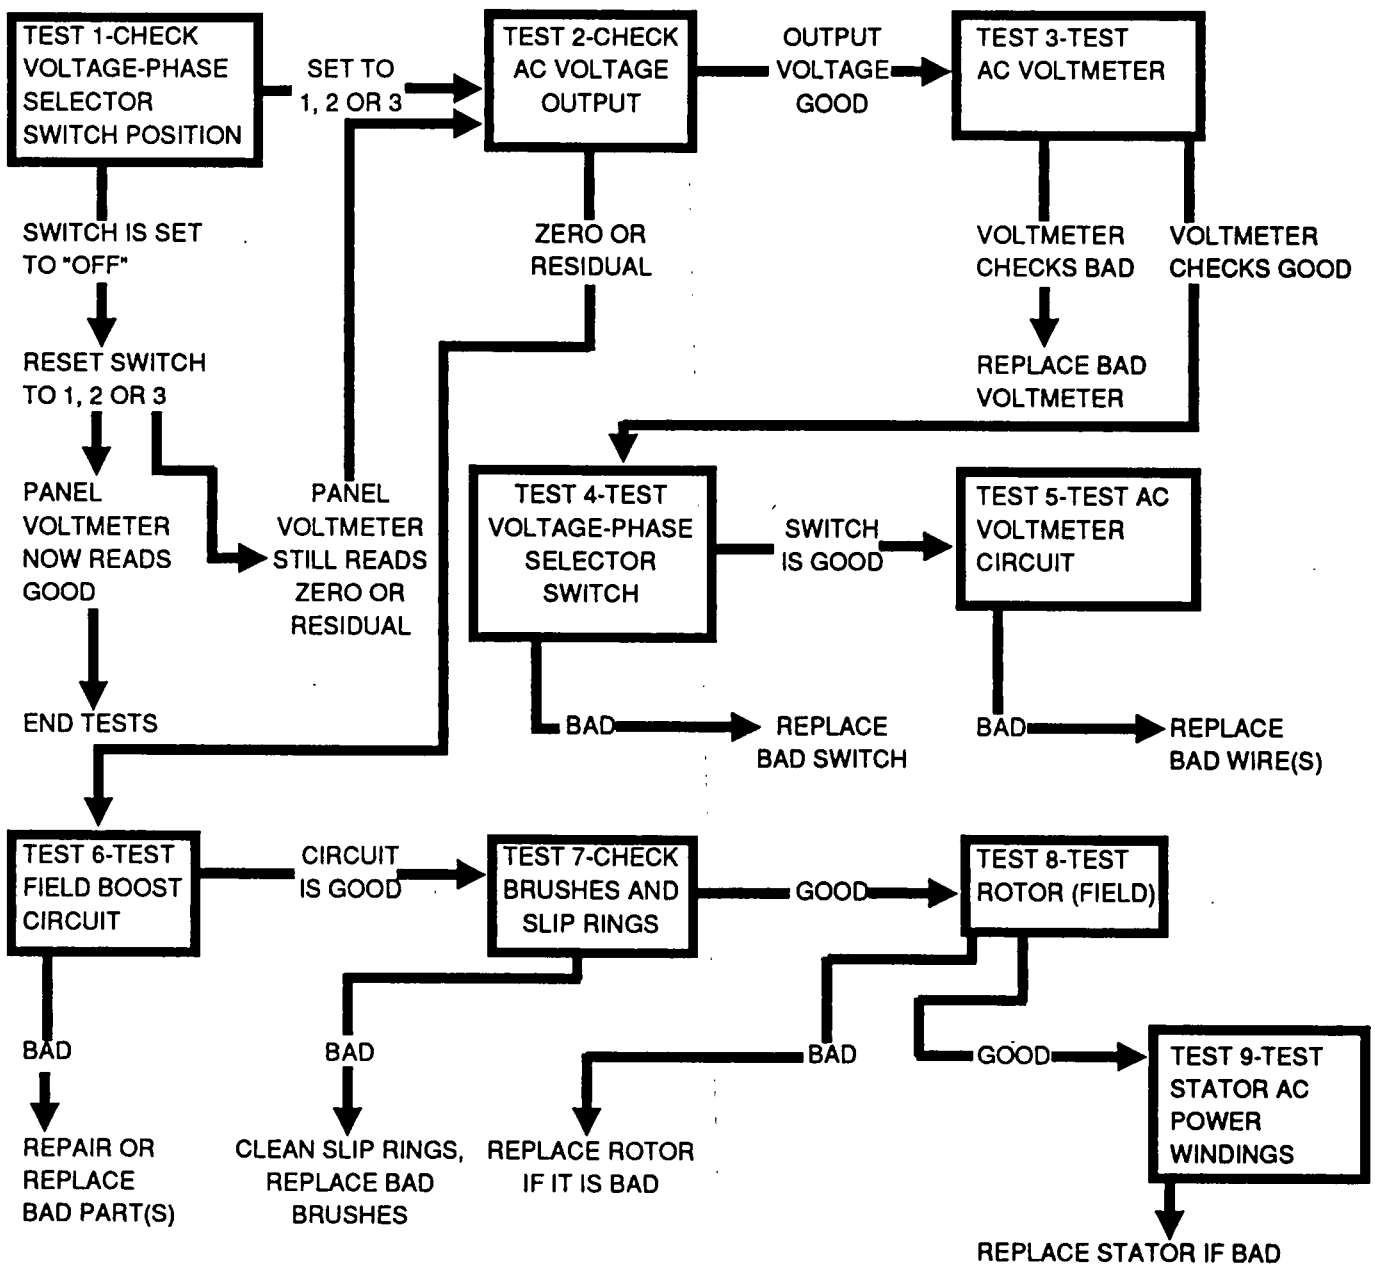 TEST 1-CHECK
VOLTAGE-PHASE
SELECTOR
SWITCH POSITION
SET TO
1, 2 OR 3
TEST 2-CHECK
AC VOLTAGE
OUTPUT
OUTPUT
VOLTAGE
GOOD
TEST 3-TEST
AC VOLTMETER
SWITCH IS SET
TO "OFF"
ZERO OR
RESIDUAL
VOLTMETER
CHECKS BAD
VOLTMETER
CHECKS GOOD
RESET SWITCH
TO 1, 2 OR 3
REPLACE BAD
VOLTMETER
PANEL
VOLTMETER
NOW READS
GOOD
PANEL
VOLTMETER
STILL READS
ZERO OR
RESIDUAL
TEST 4-TEST
VOLTAGE-PHASE
SELECTOR
SWITCH
SWITCH
IS GOOD
TEST 5-TEST AC
VOLTMETER
CIRCUIT
END TESTS
BAD
REPLACE
BAD SWITCH
BAD
REPLACE
BAD WIRE(S)
TEST 6-TEST
FIELD BOOST
CIRCUIT
CIRCUIT
IS GOOD
TEST 7-CHECK
BRUSHES AND
SLIP RINGS
GOOD
TEST 8-TEST
ROTOR (FIELD)
BAD
BAD
BAD
GOOD
TEST 9-TEST
STATOR AC
POWER
WINDINGS
REPAIR OR
REPLACE
BAD PART(S)
CLEAN SLIP RINGS,
REPLACE BAD
BRUSHES
REPLACE ROTOR
IF IT IS BAD
REPLACE STATOR IF BAD